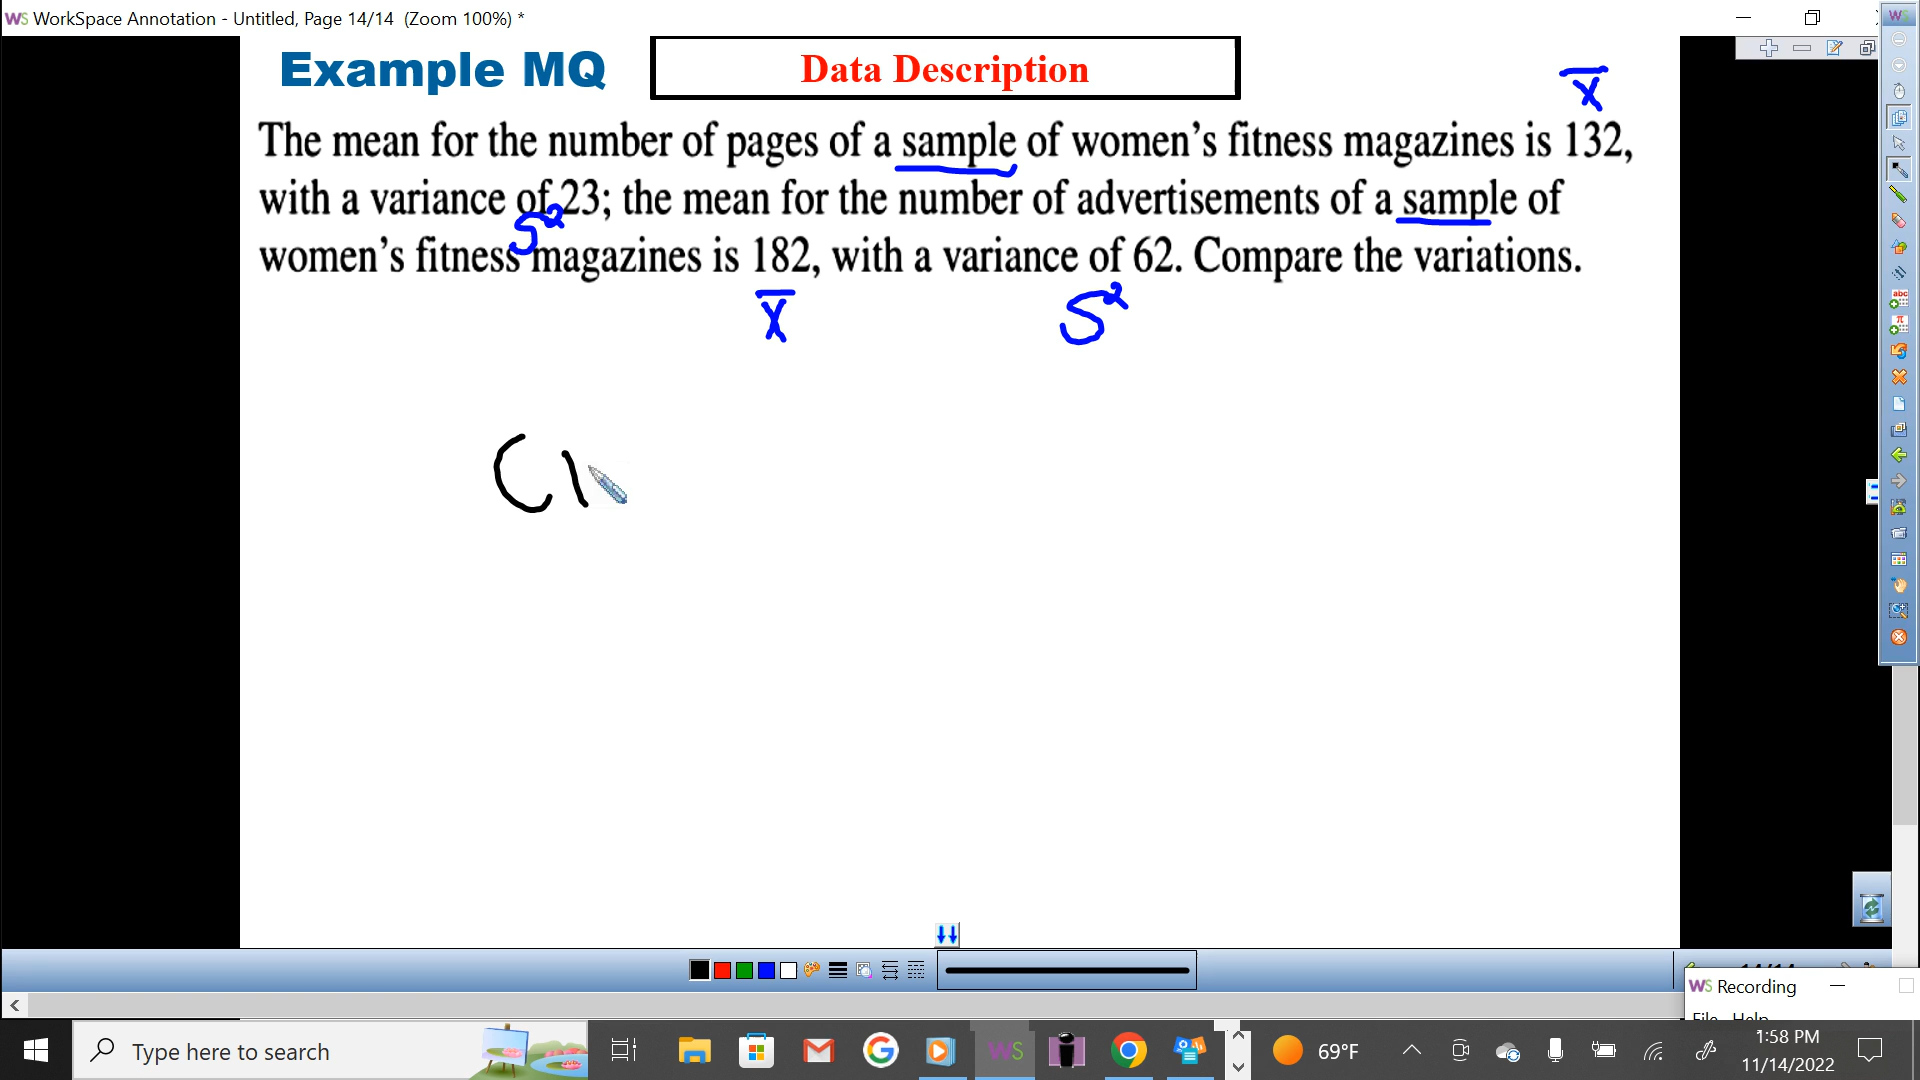 WS WorkSpace Annotation - Untitled, Page 14/14 (Zoom 100%) *
Example MQ
Data Description
X̄
The mean for the number of pages of a sample of women’s fitness magazines is 132,
with a variance of 23; the mean for the number of advertisements of a sample of
S²
women’s fitness magazines is 182, with a variance of 62. Compare the variations.
X̄ S²
C
WS Recording
File Help
Type here to search
69°F
1:58 PM
11/14/2022